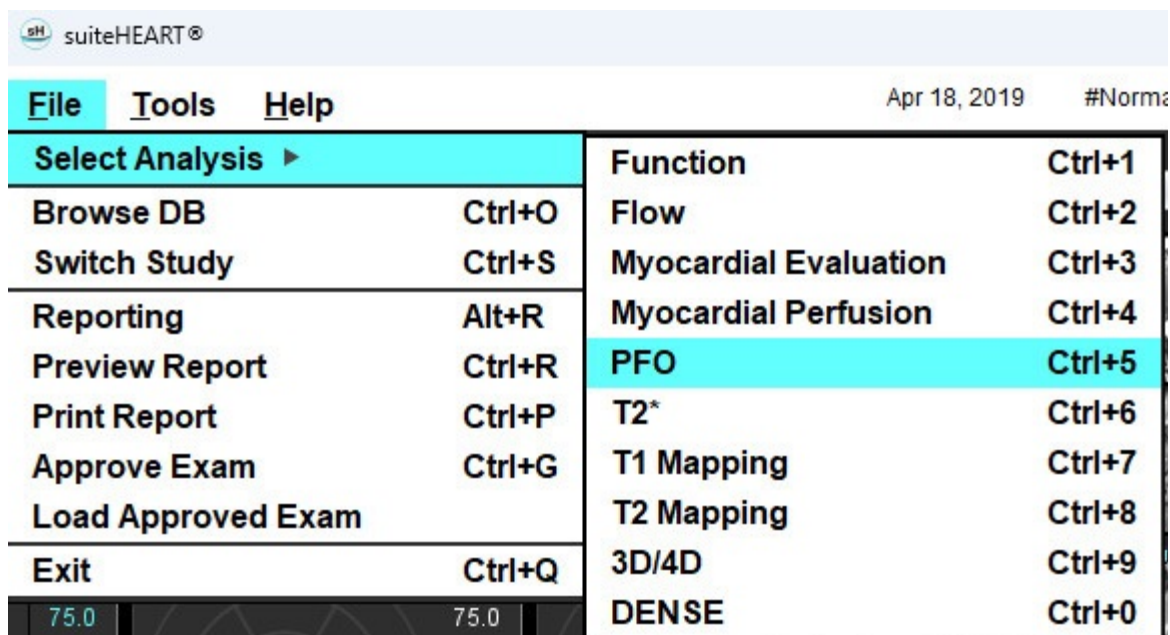 suiteHEART®
File Tools Help Apr 18, 2019 #Norma
Select Analysis ▶
Browse DB Ctrl+O
Switch Study Ctrl+S
Reporting Alt+R
Preview Report Ctrl+R
Print Report Ctrl+P
Approve Exam Ctrl+G
Load Approved Exam
Exit Ctrl+Q
75.0 75.0
Function Ctrl+1
Flow Ctrl+2
Myocardial Evaluation Ctrl+3
Myocardial Perfusion Ctrl+4
PFO Ctrl+5
T2* Ctrl+6
T1 Mapping Ctrl+7
T2 Mapping Ctrl+8
3D/4D Ctrl+9
DENSE Ctrl+0